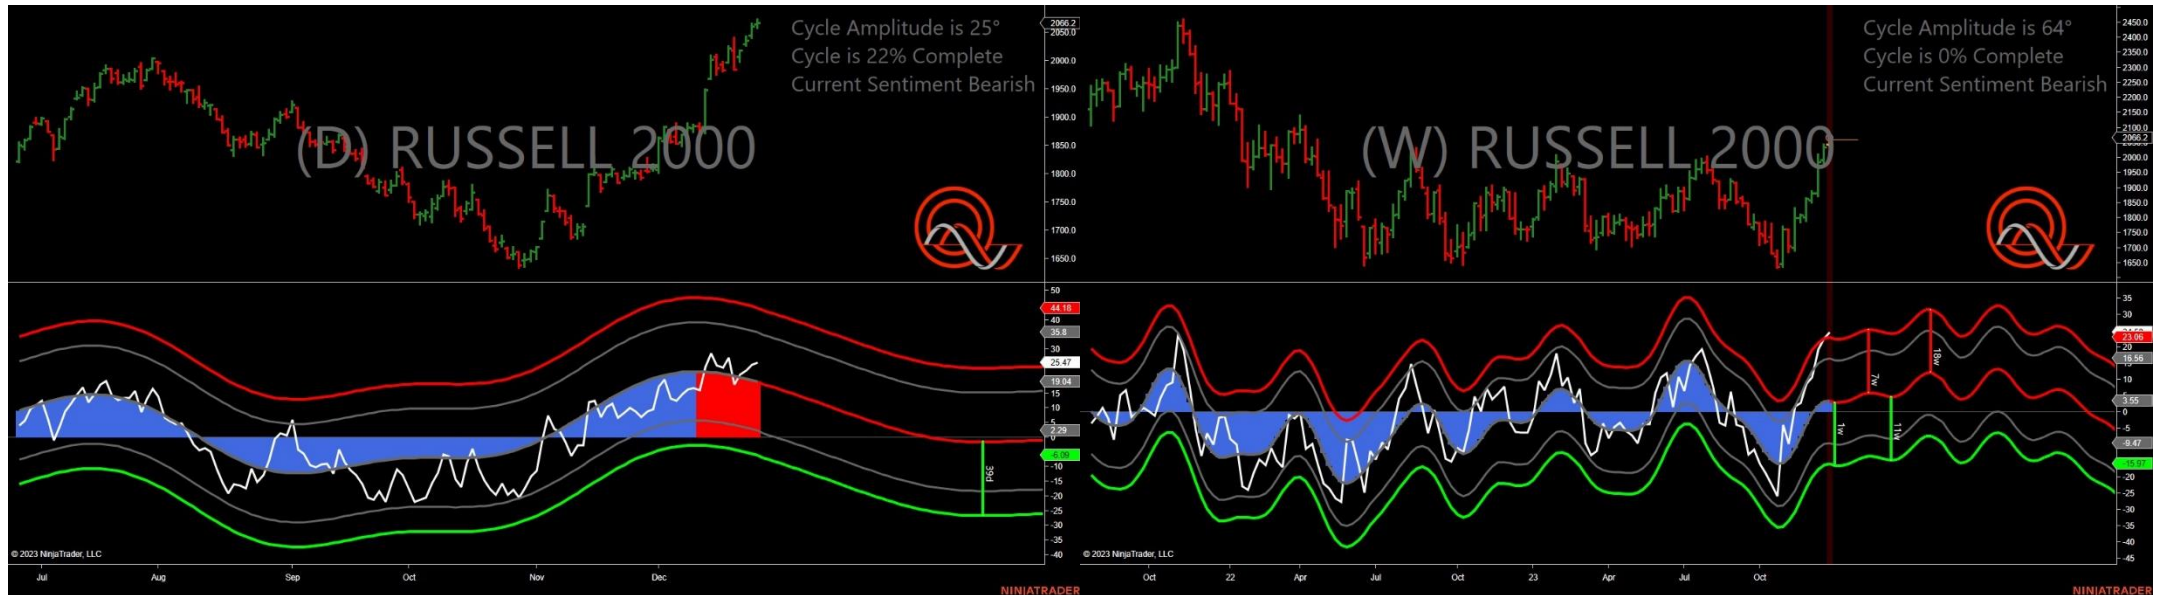 Cycle Amplitude is 25°
Cycle is 22% Complete
Current Sentiment Bearish
(D) RUSSELL 2000
2066.2
2050.0
2000.0
1950.0
1900.0
1850.0
1800.0
1750.0
1700.0
1650.0
50
44.18
40
35.8
30
25.47
19.04
15
10
5
2.29
0
-6.09
-10
-15
-20
-25
-30
-35
-40
39d
© 2023 NinjaTrader, LLC
Jul
Aug
Sep
Oct
Nov
Dec
NINJATRADER
Cycle Amplitude is 64°
Cycle is 0% Complete
Current Sentiment Bearish
(W) RUSSELL 2000
2450.0
2400.0
2350.0
2300.0
2250.0
2200.0
2150.0
2100.0
2066.2
2000.0
1950.0
1900.0
1850.0
1800.0
1750.0
1700.0
1650.0
35
30
23.06
20
16.56
10
5
3.55
0
-5
-9.47
-15.97
-20
-25
-30
-35
-40
-45
1w
7w
11w
18w
© 2023 NinjaTrader, LLC
Oct
22
Apr
Jul
Oct
23
Apr
Jul
Oct
NINJATRADER